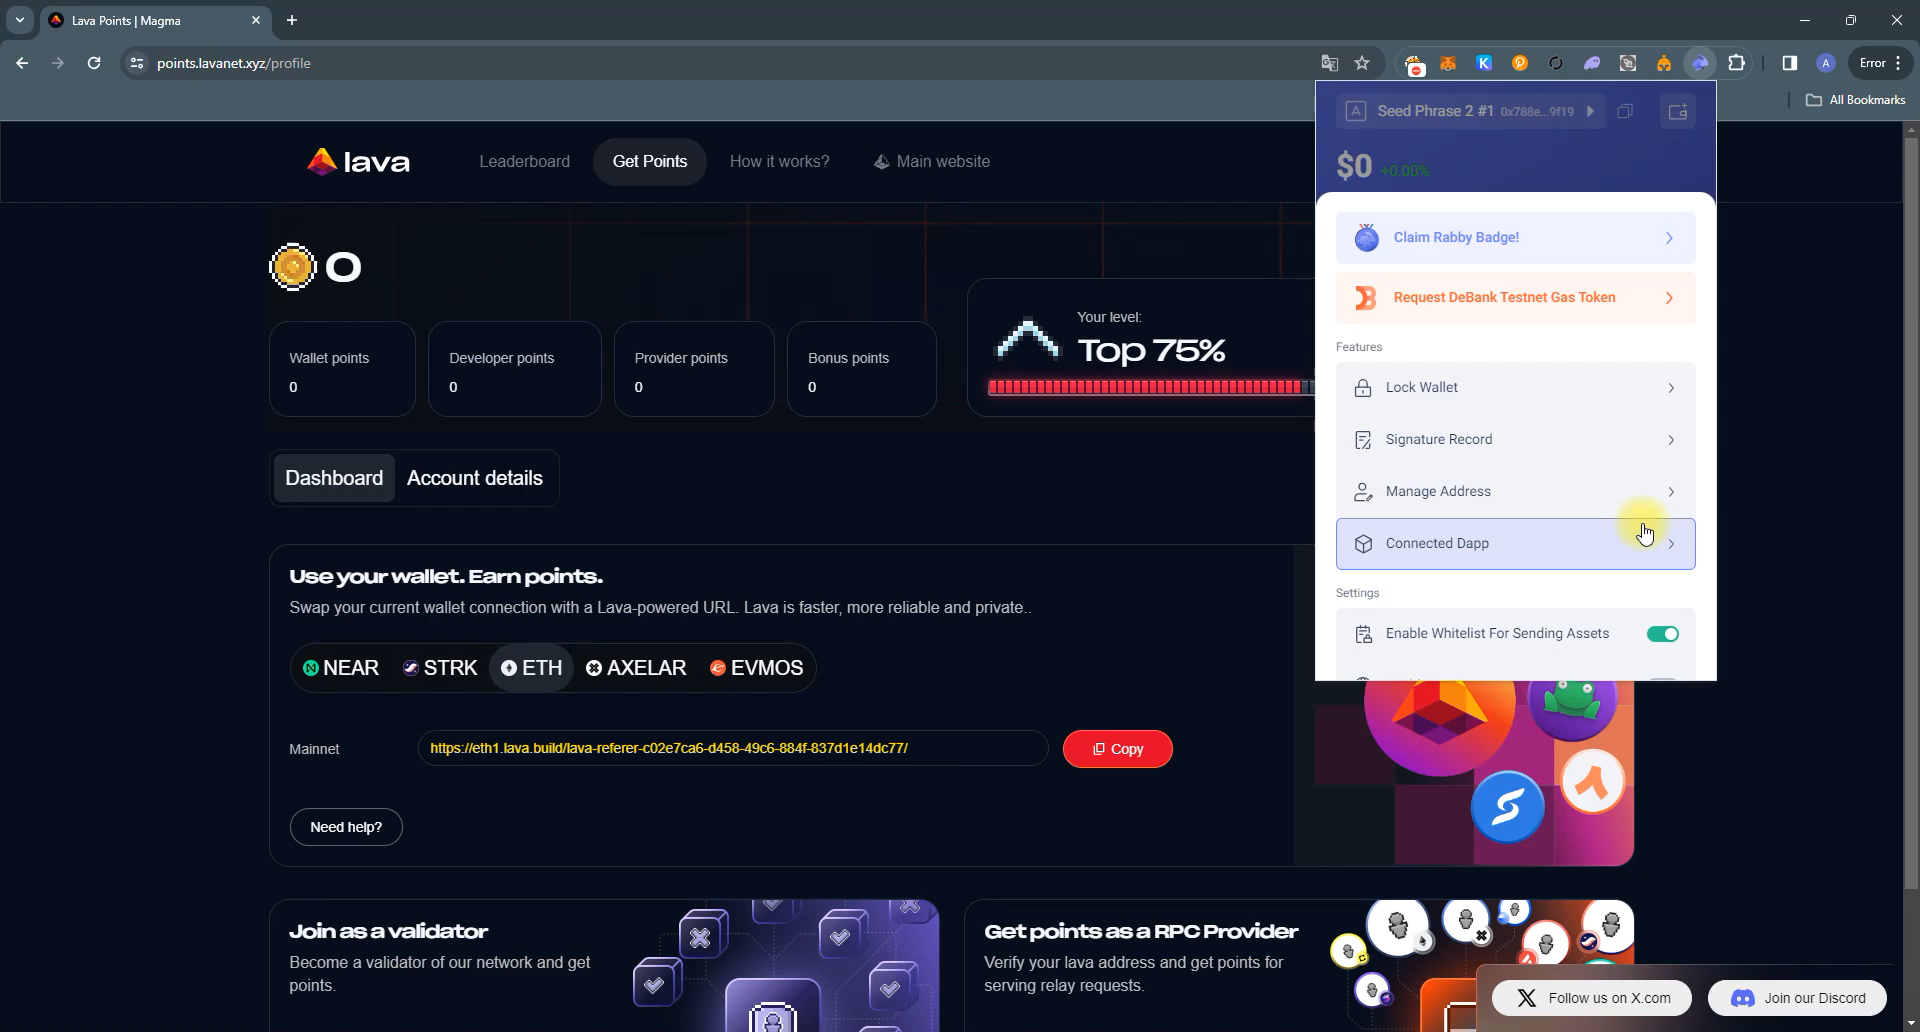 Lava Points | Magma
points.lavanet.xyz/profile
A
Error
All Bookmarks
lava
Leaderboard
Get Points
How it works?
Main website
A
Seed Phrase 2 #1 0x788e...9f19
$0 +0.00%
Claim Rabby Badge!
Request DeBank Testnet Gas Token
Features
Lock Wallet
Signature Record
Manage Address
Connected Dapp
Settings
Enable Whitelist For Sending Assets
0
Wallet points
0
Developer points
0
Provider points
0
Bonus points
0
Your level:
Top 75%
Dashboard
Account details
Use your wallet. Earn points.
Swap your current wallet connection with a Lava-powered URL. Lava is faster, more reliable and private..
NEAR
STRK
ETH
AXELAR
EVMOS
Mainnet
https://eth1.lava.build/lava-referer-c02e7ca6-d458-49c6-884f-837d1e14dc77/
Copy
Need help?
Join as a validator
Become a validator of our network and get
points.
Get points as a RPC Provider
Verify your lava address and get points for
serving relay requests.
Follow us on X.com
Join our Discord